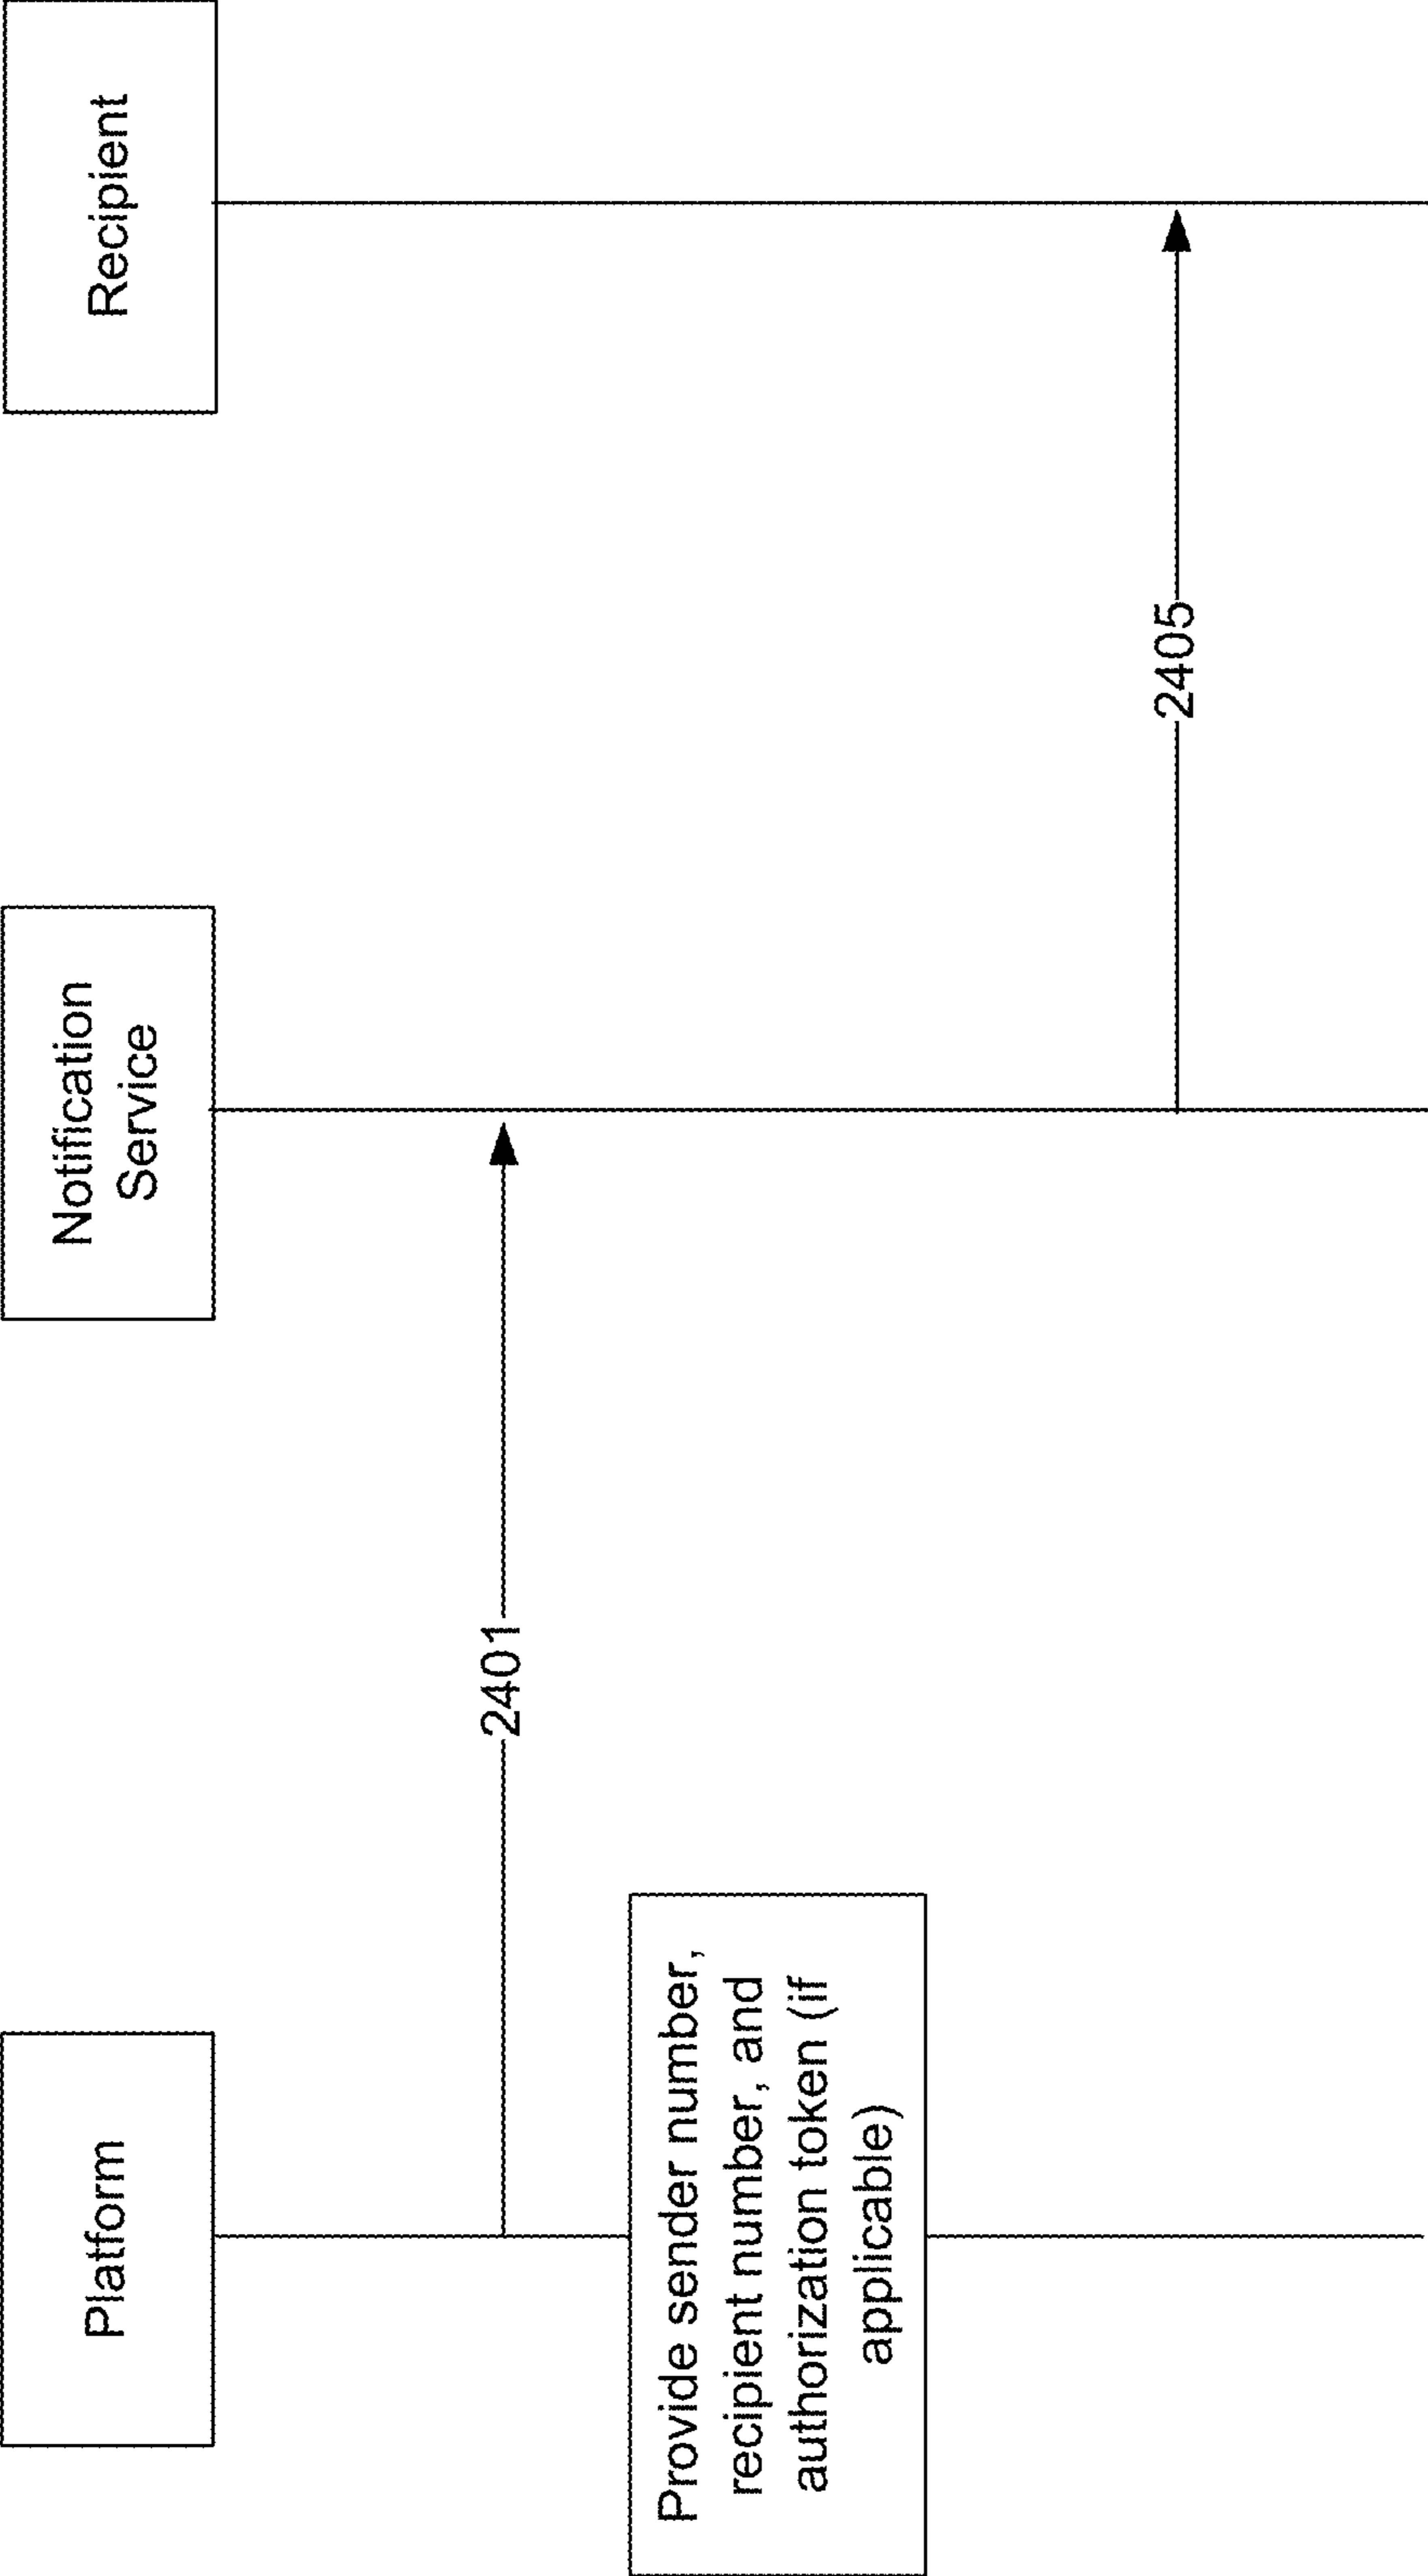 Platform
Notification
Service
Recipient
2401
Provide sender number,
recipient number, and
authorization token (if
applicable)
2405